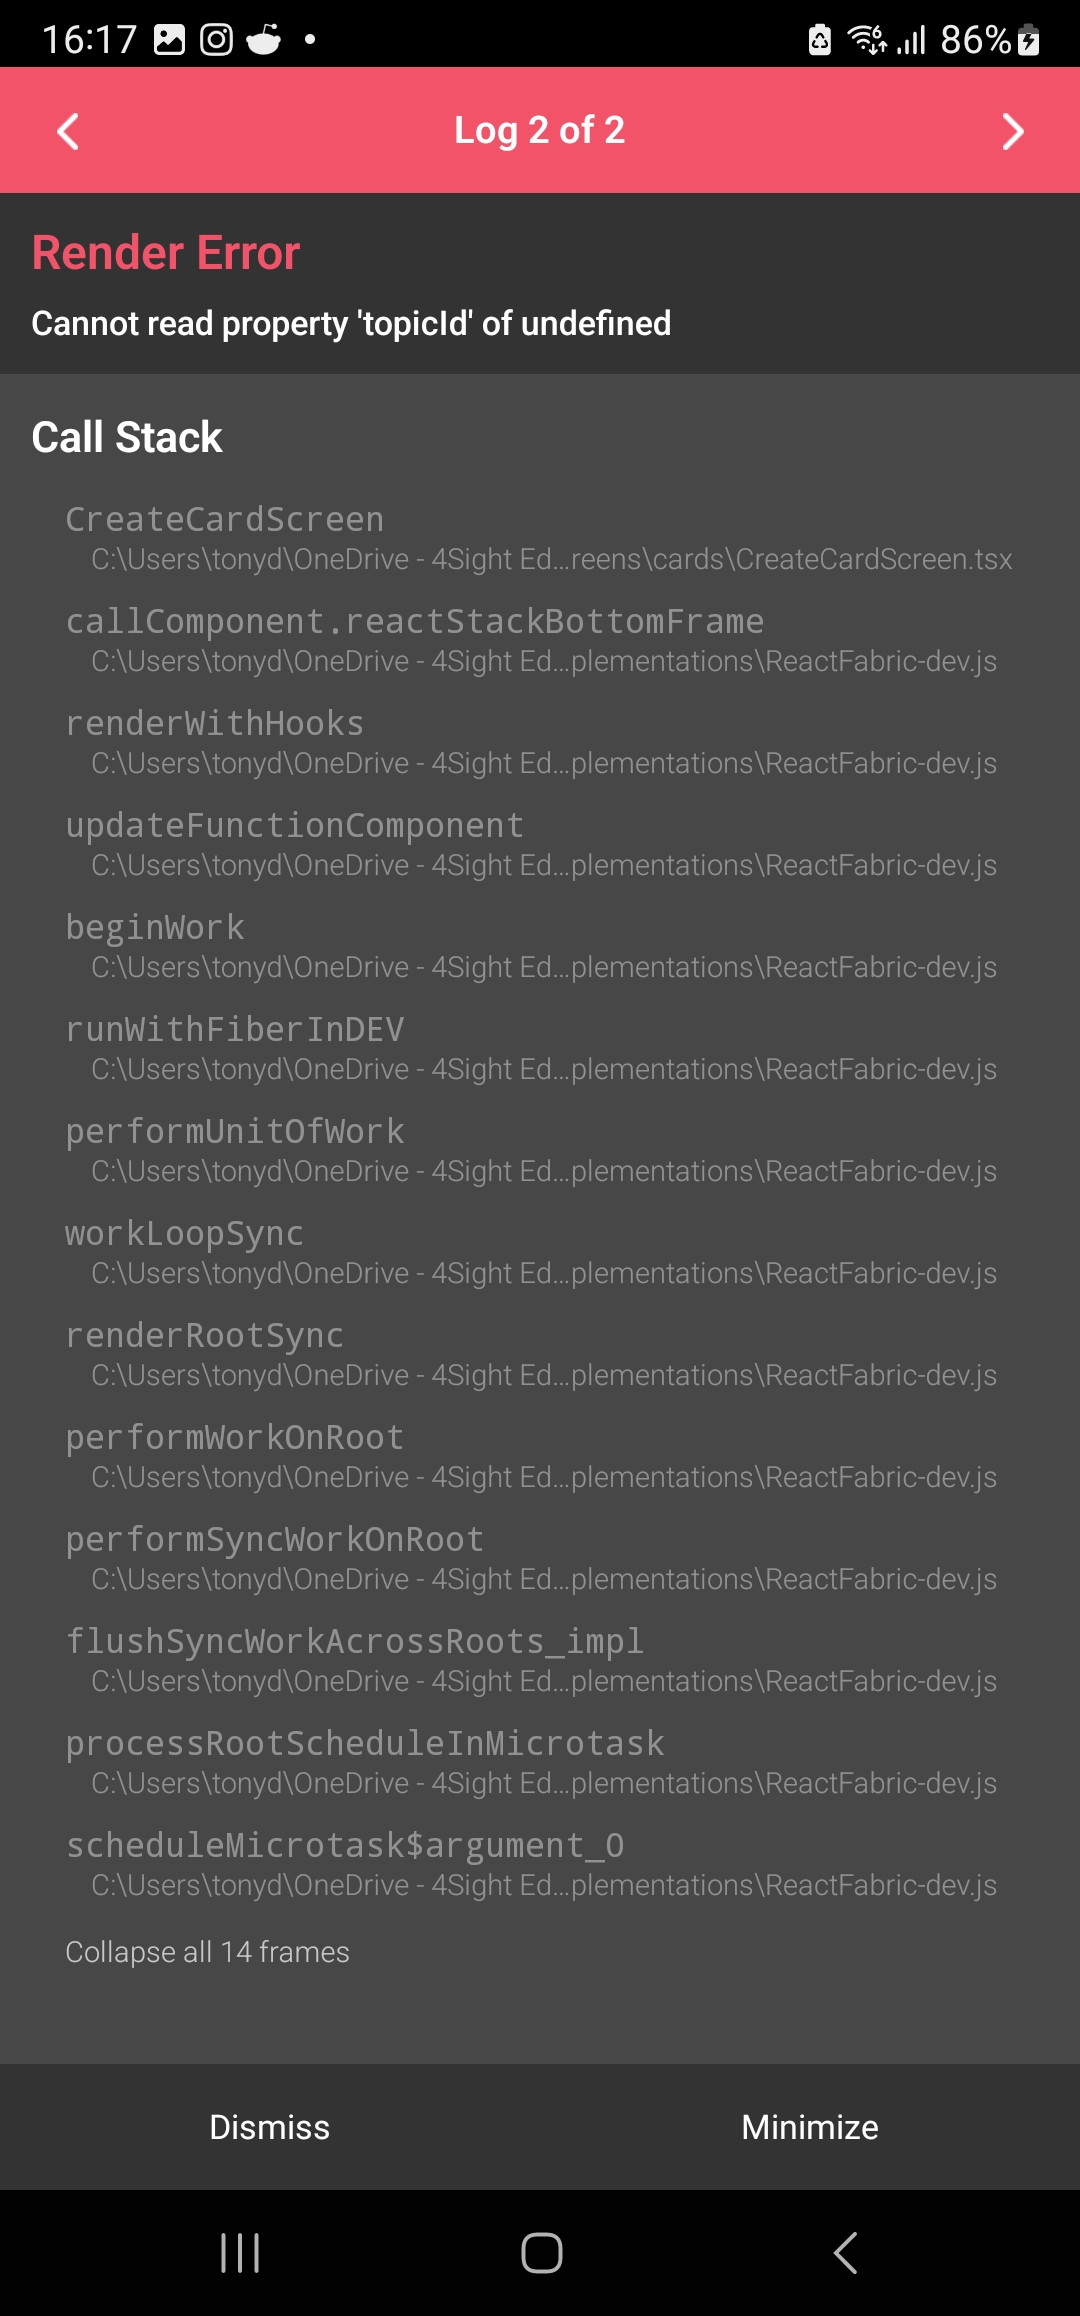 16:17 86%
Log 2 of 2
Render Error
Cannot read property 'topicId' of undefined
Call Stack
CreateCardScreen
C:\Users\tonyd\OneDrive - 4Sight Ed...reens\cards\CreateCardScreen.tsx
callComponent.reactStackBottomFrame
C:\Users\tonyd\OneDrive - 4Sight Ed...plementations\ReactFabric-dev.js
renderWithHooks
C:\Users\tonyd\OneDrive - 4Sight Ed...plementations\ReactFabric-dev.js
updateFunctionComponent
C:\Users\tonyd\OneDrive - 4Sight Ed...plementations\ReactFabric-dev.js
beginWork
C:\Users\tonyd\OneDrive - 4Sight Ed...plementations\ReactFabric-dev.js
runWithFiberInDEV
C:\Users\tonyd\OneDrive - 4Sight Ed...plementations\ReactFabric-dev.js
performUnitOfWork
C:\Users\tonyd\OneDrive - 4Sight Ed...plementations\ReactFabric-dev.js
workLoopSync
C:\Users\tonyd\OneDrive - 4Sight Ed...plementations\ReactFabric-dev.js
renderRootSync
C:\Users\tonyd\OneDrive - 4Sight Ed...plementations\ReactFabric-dev.js
performWorkOnRoot
C:\Users\tonyd\OneDrive - 4Sight Ed...plementations\ReactFabric-dev.js
performSyncWorkOnRoot
C:\Users\tonyd\OneDrive - 4Sight Ed...plementations\ReactFabric-dev.js
flushSyncWorkAcrossRoots_impl
C:\Users\tonyd\OneDrive - 4Sight Ed...plementations\ReactFabric-dev.js
processRootScheduleInMicrotask
C:\Users\tonyd\OneDrive - 4Sight Ed...plementations\ReactFabric-dev.js
scheduleMicrotask$argument_0
C:\Users\tonyd\OneDrive - 4Sight Ed...plementations\ReactFabric-dev.js
Collapse all 14 frames
Dismiss Minimize